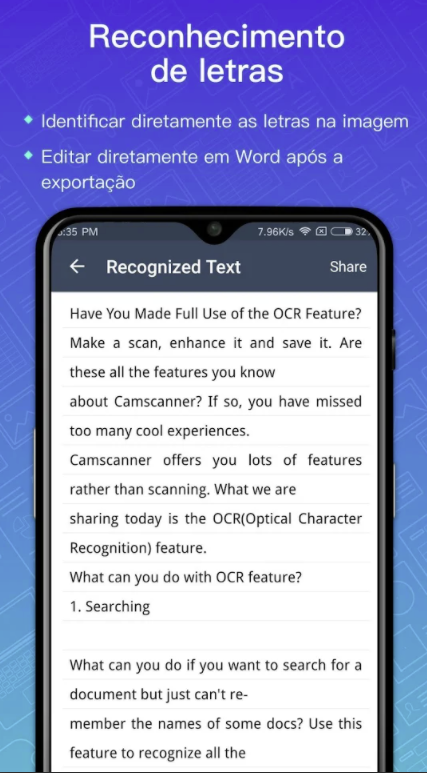 Reconhecimento
de letras
Identificar diretamente as letras na imagem
Editar diretamente em Word após a
exportação
:35 PM
7.96K/s
32
Recognized Text
Share
Have You Made Full Use of the OCR Feature?
Make a scan, enhance it and save it. Are
these all the features you know
about Camscanner? If so, you have missed
too many cool experiences.
Camscanner offers you lots of features
rather than scanning. What we are
sharing today is the OCR(Optical Character
Recognition) feature.
What can you do with OCR feature?
1. Searching
What can you do if you want to search for a
document but just can't re-
member the names of some docs? Use this
feature to recognize all the